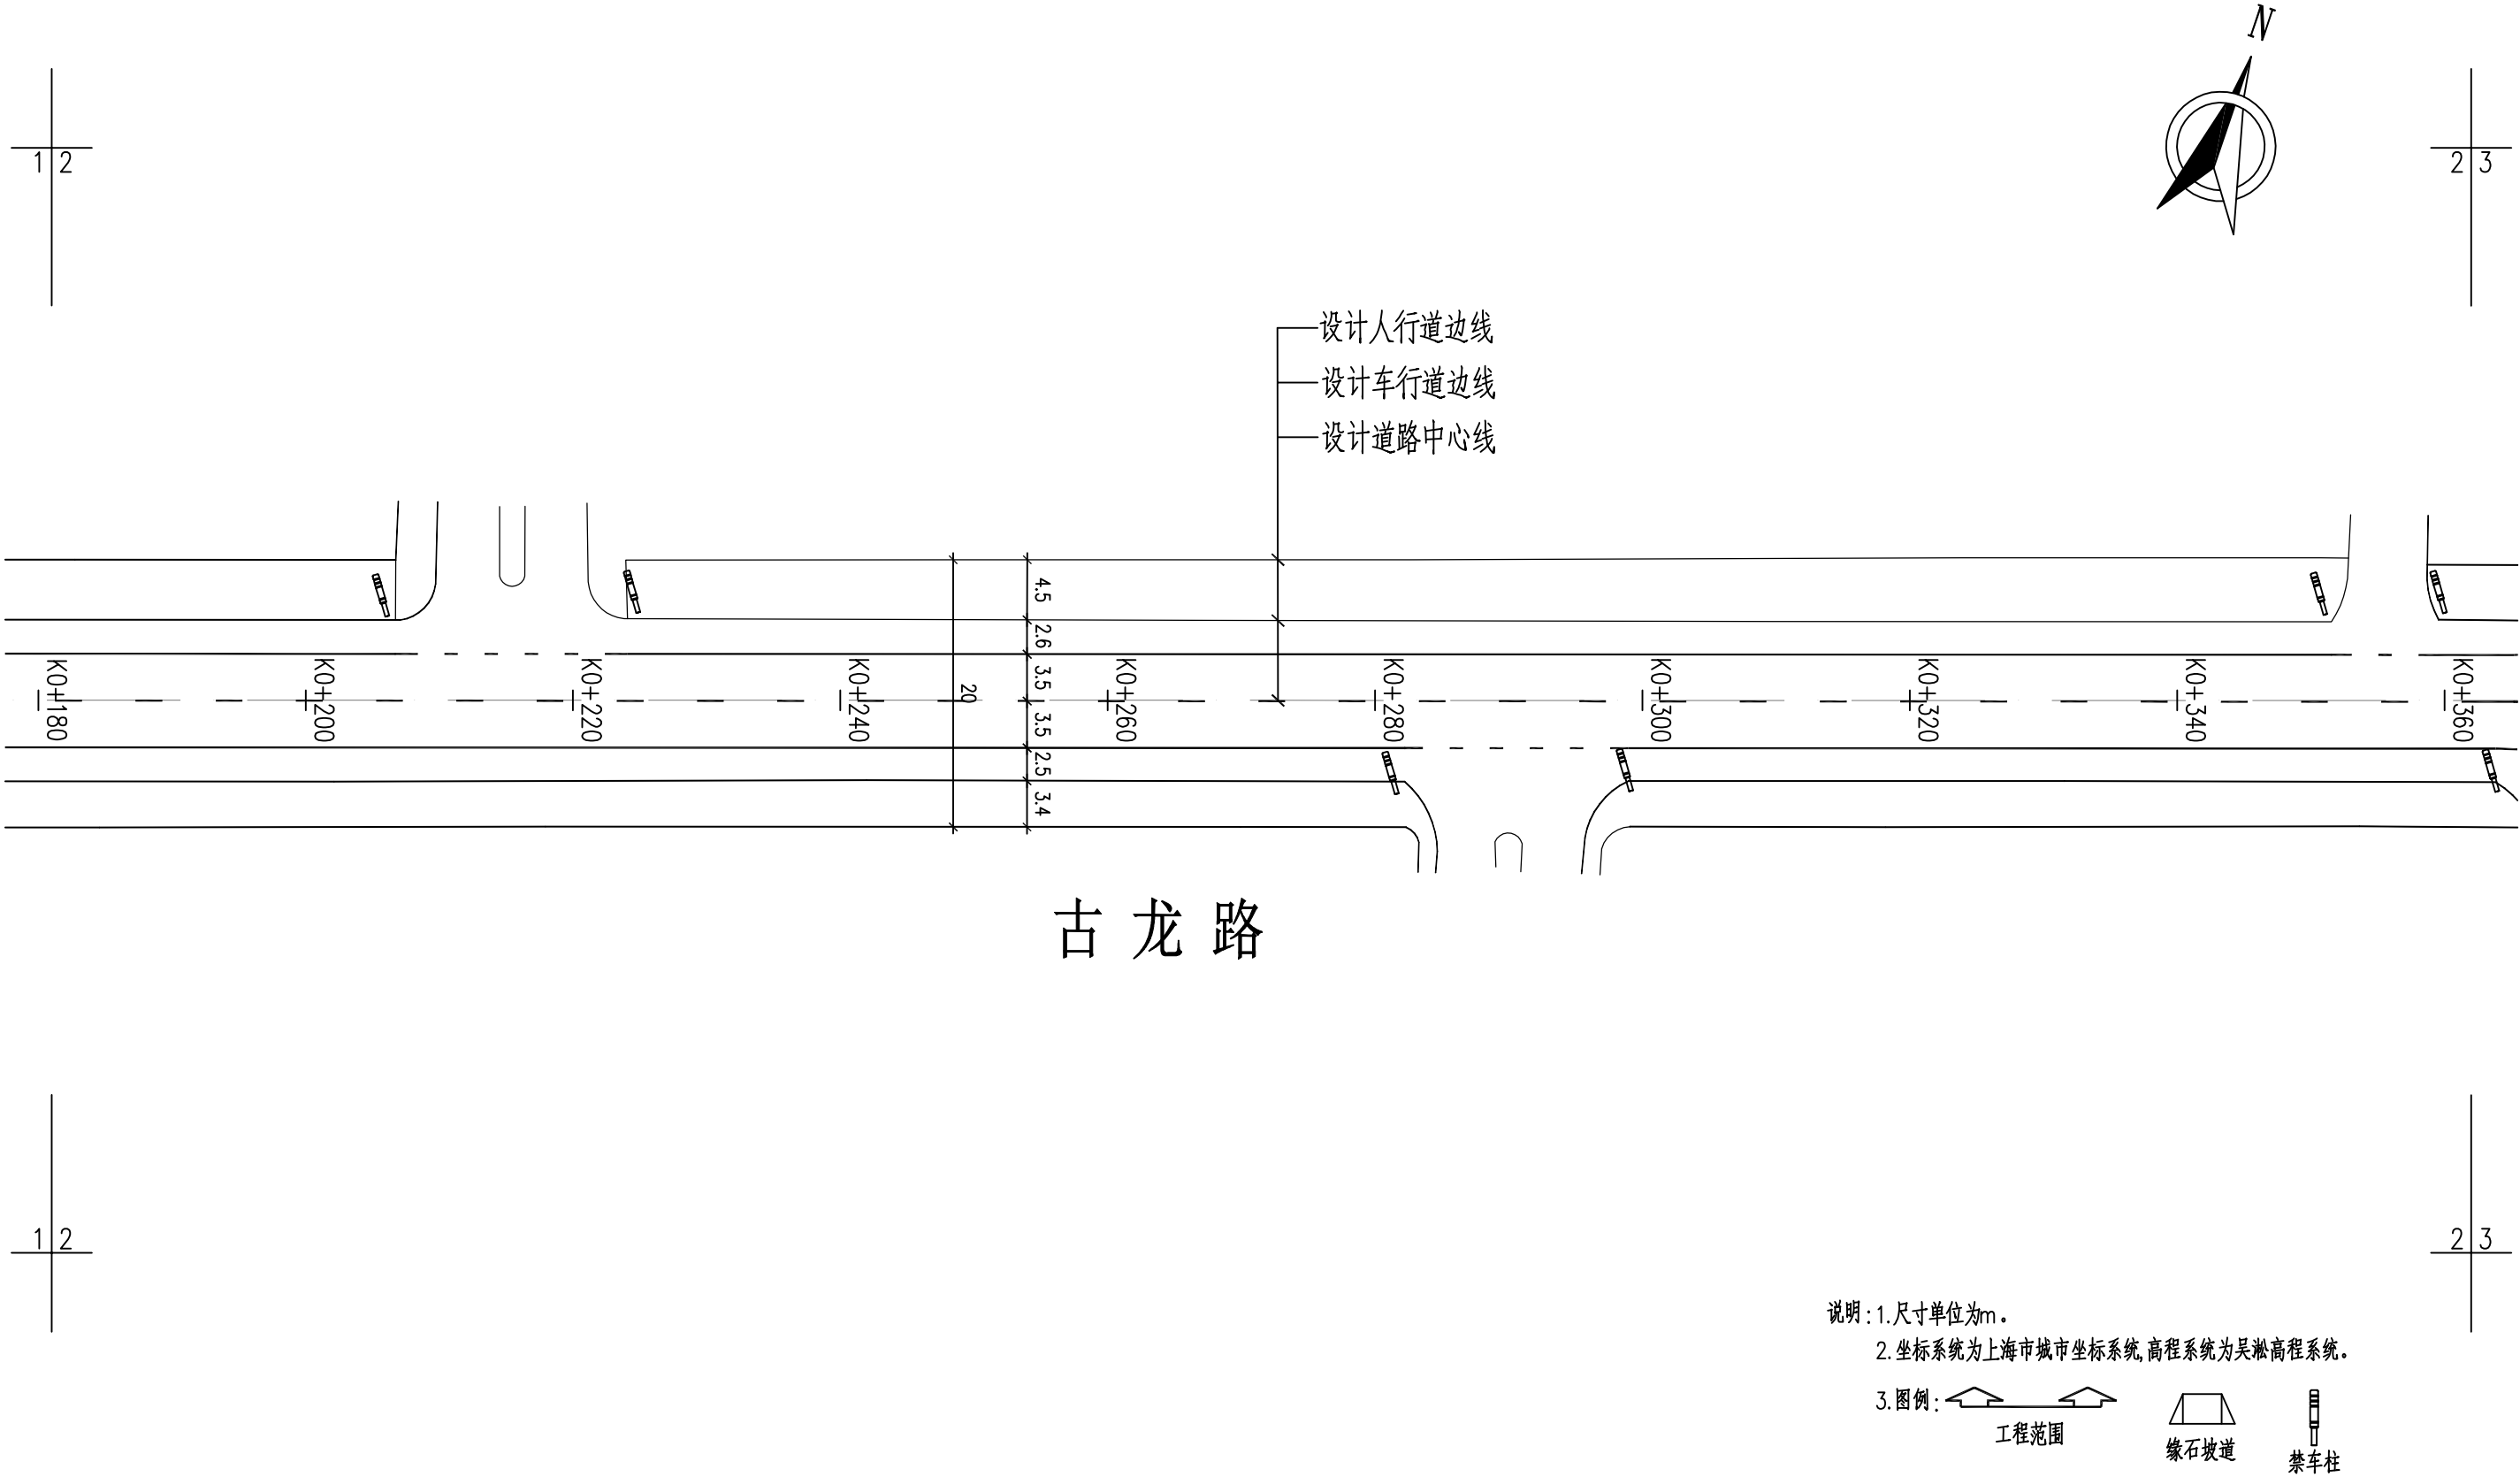 N
1 2
2 3
设计人行道边线
设计车行道边线
设计道路中心线
4.5
2.6
3.5
3.5
2.5
3.4
20
K0+180
K0+200
K0+220
K0+240
K0+260
K0+280
K0+300
K0+320
K0+340
K0+360
古龙路
1 2
2 3
说明:1.尺寸单位为m。
2.坐标系统为上海市城市坐标系统,高程系统为吴淞高程系统。
3.图例:
工程范围
缘石坡道
禁车柱